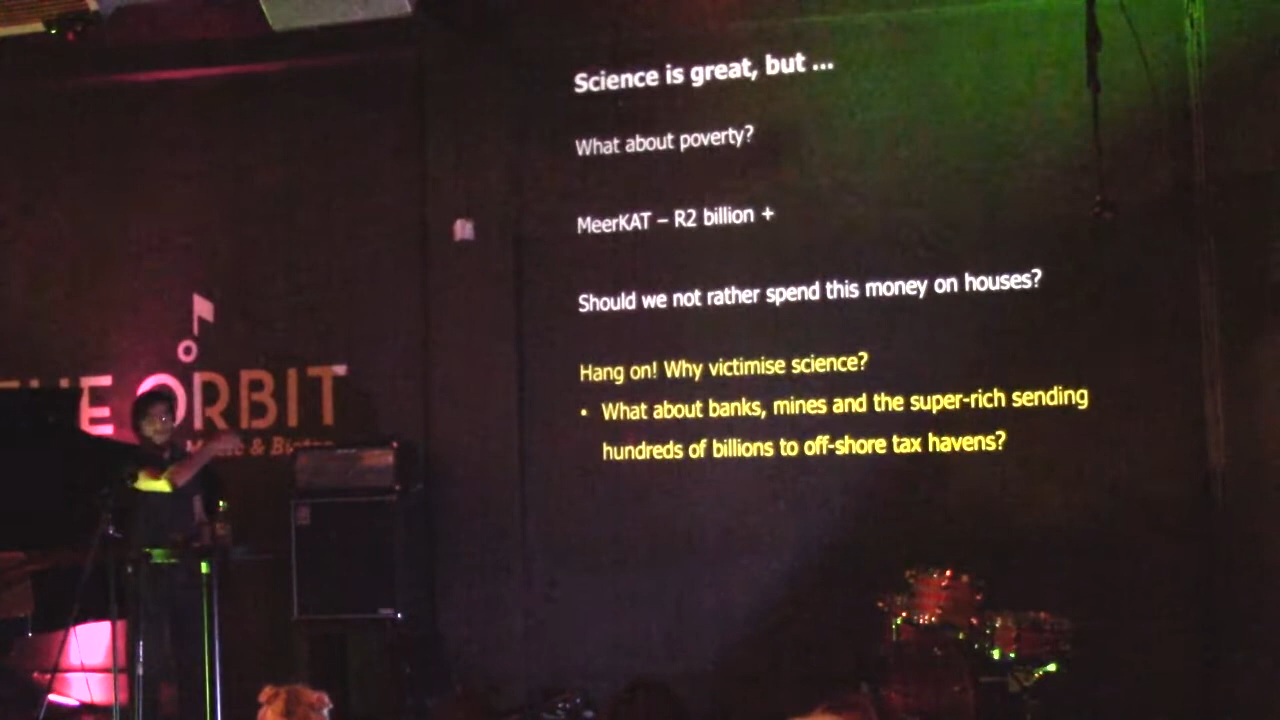 Science is great, but ...
What about poverty?
MeerKAT – R2 billion +
Should we not rather spend this money on houses?
Hang on! Why victimise science?
• What about banks, mines and the super-rich sending
hundreds of billions to off-shore tax havens?
THE ORBIT
& Bistro